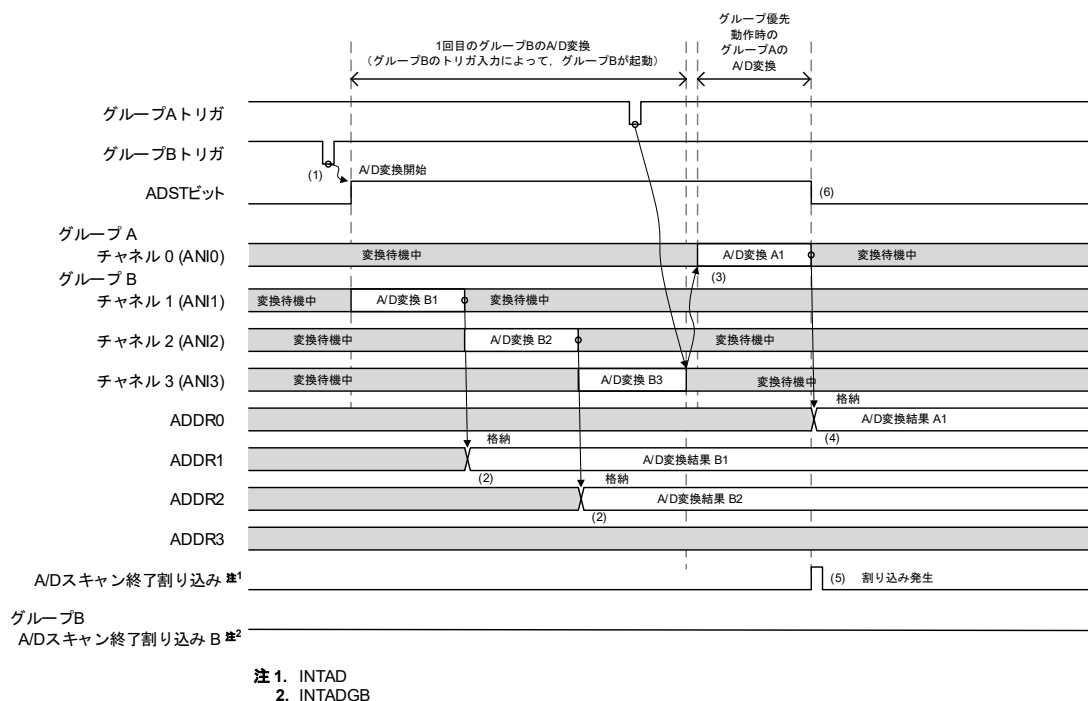 グループ優先
動作時の
グループAの
A/D変換
1回目のグループBのA/D変換
（グループBのトリガ入力によって，グループBが起動）
グループAトリガ
グループBトリガ
(1)
A/D変換開始
ADSTビット
(6)
グループ A
チャネル 0 (ANI0)
変換待機中
A/D変換 A1
変換待機中
(3)
グループ B
チャネル 1 (ANI1)
変換待機中
A/D変換 B1
変換待機中
チャネル 2 (ANI2)
変換待機中
A/D変換 B2
変換待機中
チャネル 3 (ANI3)
変換待機中
A/D変換 B3
変換待機中
格納
ADDR0
A/D変換結果 A1
(4)
格納
ADDR1
A/D変換結果 B1
(2)
格納
ADDR2
A/D変換結果 B2
(2)
ADDR3
A/Dスキャン終了割り込み 注1
(5) 割り込み発生
グループB
A/Dスキャン終了割り込み B 注2
注 1. INTAD
2. INTADGB